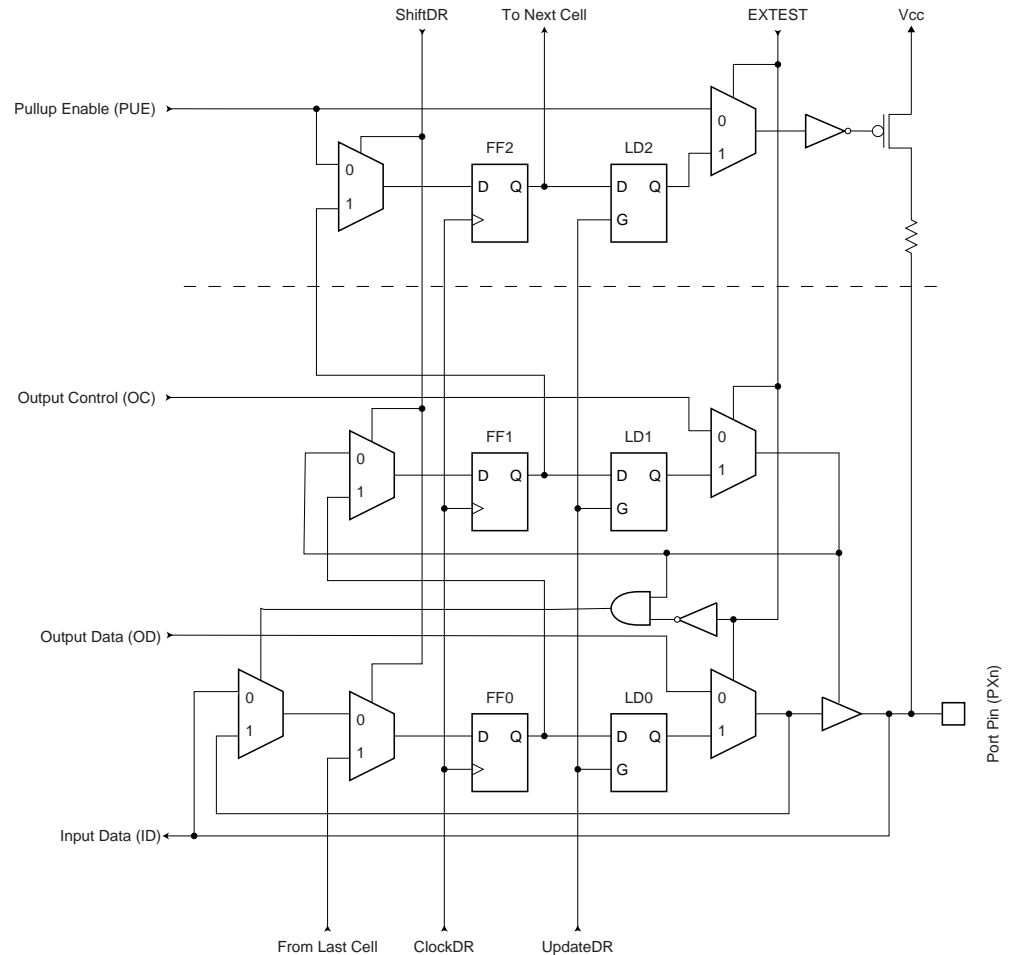 ShiftDR To Next Cell EXTEST Vcc
Pullup Enable (PUE)
0
1
FF2 LD2
0
1
D Q D Q
G
Output Control (OC)
FF1 LD1
0
1
0
1
D Q D Q
G
Output Data (OD)
FF0 LD0
0
1
0
1
0
1
D Q D Q
G
Port Pin (PXn)
Input Data (ID)
From Last Cell ClockDR UpdateDR